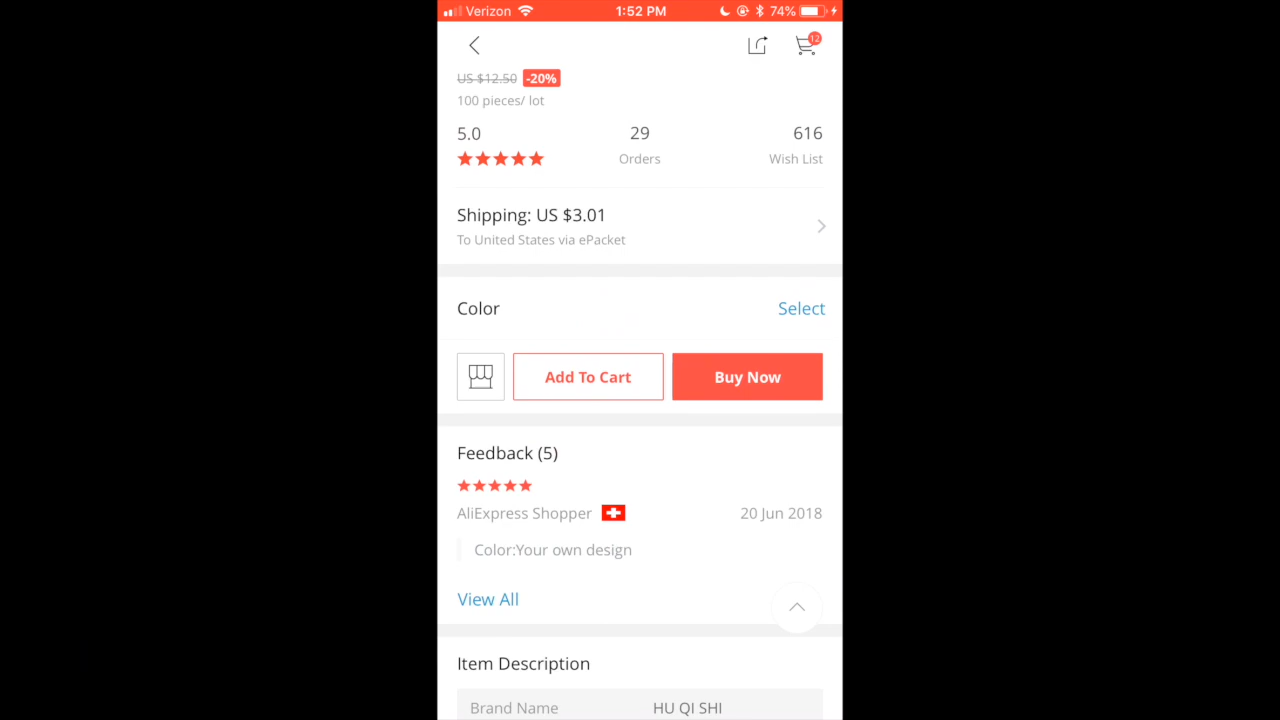 Verizon 1:52 PM 74%
12
US $12.50 -20%
100 pieces/ lot
5.0 29 616
Orders Wish List
Shipping: US $3.01
To United States via ePacket
Color Select
Add To Cart Buy Now
Feedback (5)
AliExpress Shopper 20 Jun 2018
Color:Your own design
View All
Item Description
Brand Name HU QI SHI